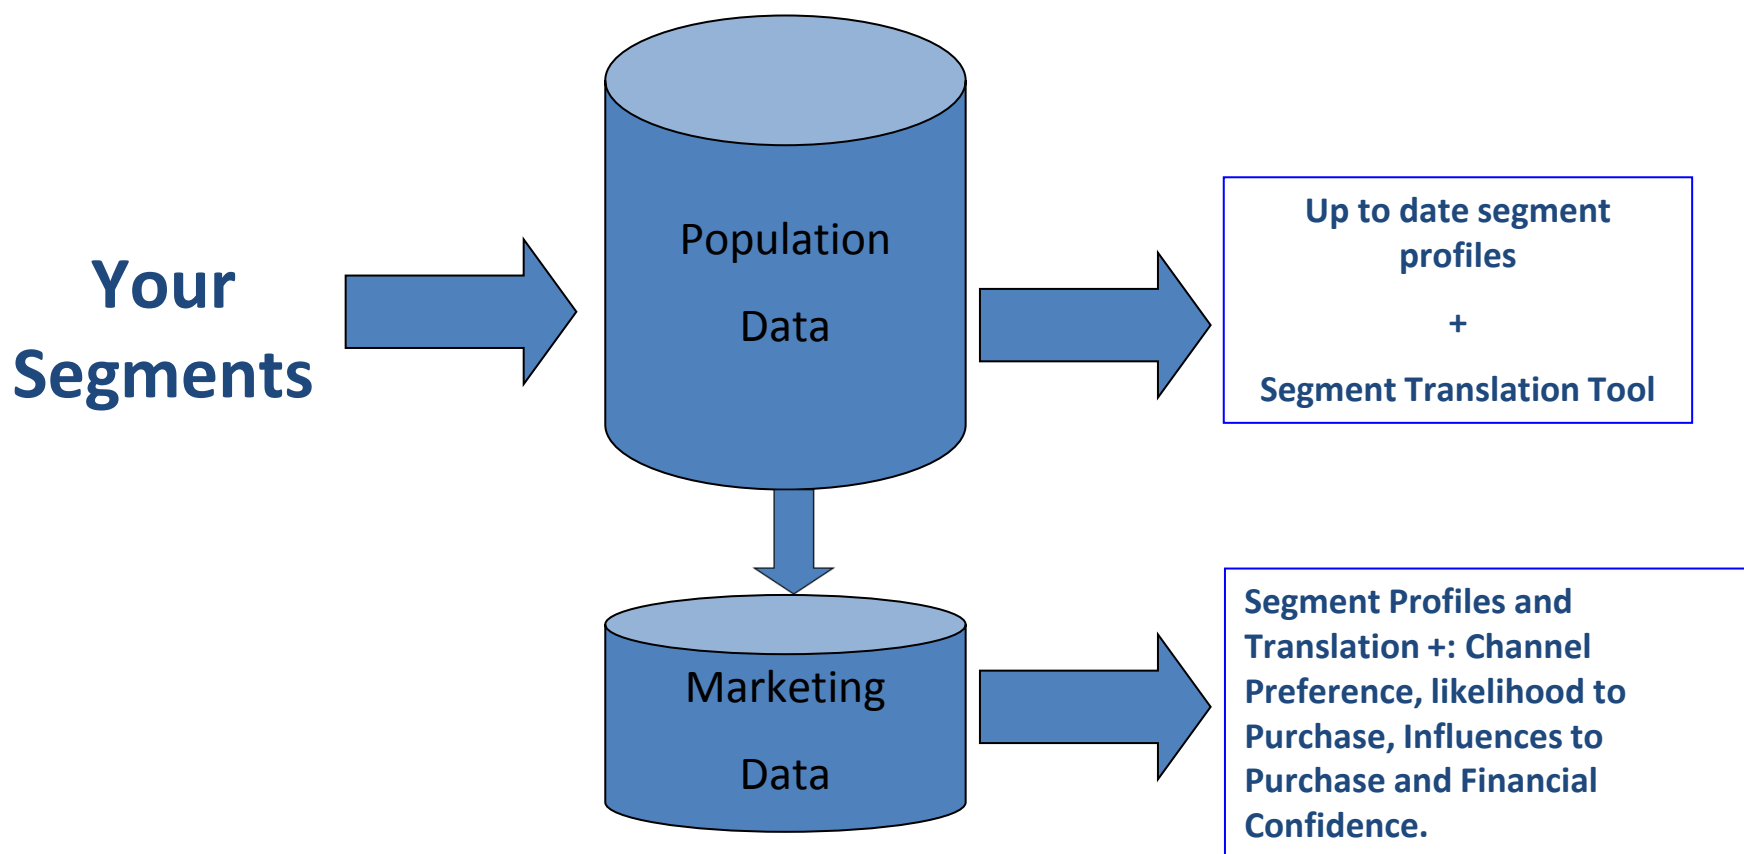 Your
Segments
Population
Data
Up to date segment
profiles
+
Segment Translation Tool
Marketing
Data
Segment Profiles and
Translation +: Channel
Preference, likelihood to
Purchase, Influences to
Purchase and Financial
Confidence.